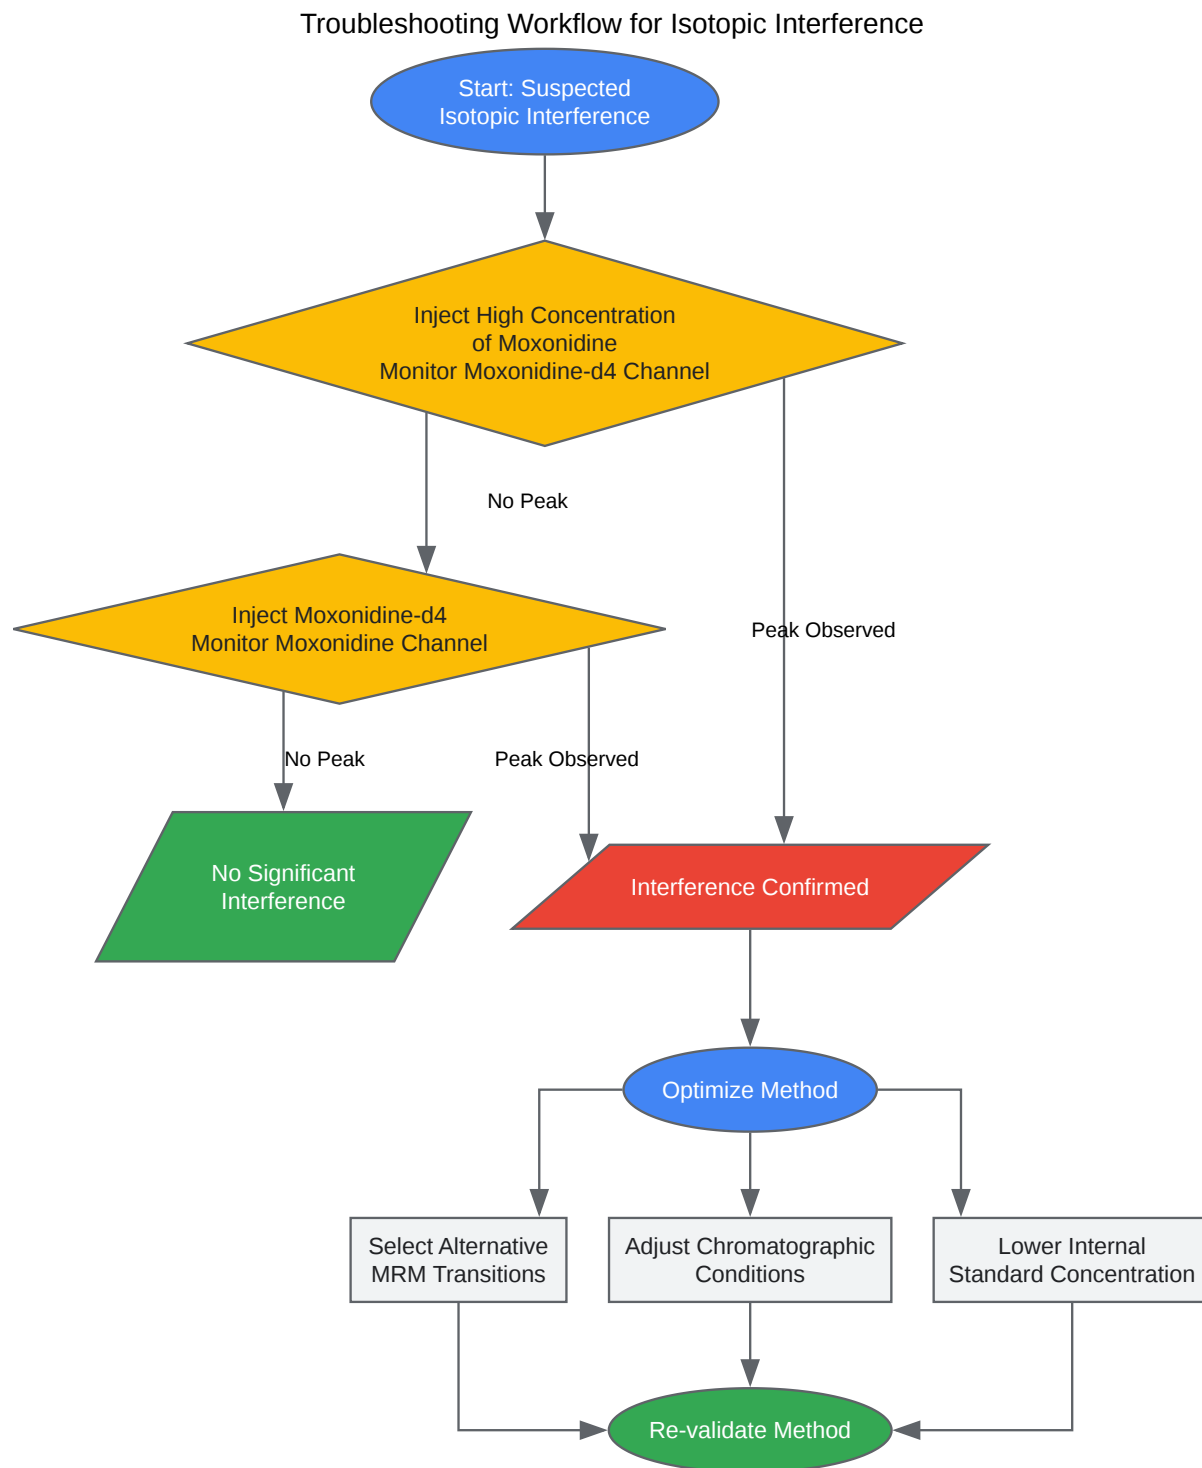 Troubleshooting Workflow for Isotopic Interference
Start: Suspected
Isotopic Interference
Inject High Concentration
of Moxonidine
Monitor Moxonidine-d4 Channel
No Peak
Peak Observed
Inject Moxonidine-d4
Monitor Moxonidine Channel
No Peak
Peak Observed
No Significant
Interference
Interference Confirmed
Optimize Method
Select Alternative
MRM Transitions
Adjust Chromatographic
Conditions
Lower Internal
Standard Concentration
Re-validate Method